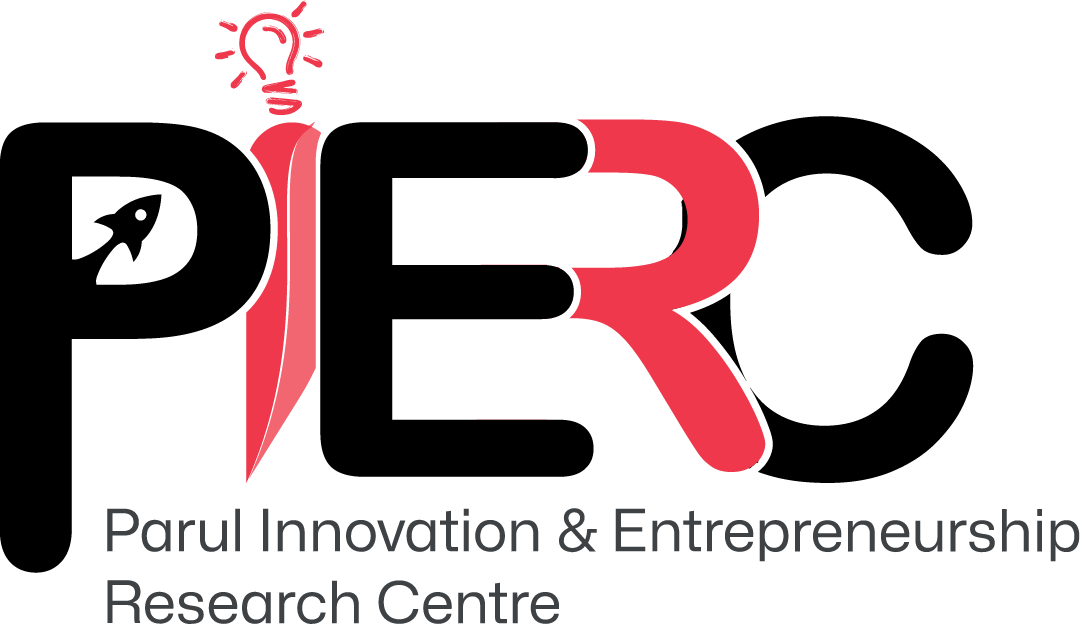 PIERC
Parul Innovation & Entrepreneurship
Research Centre